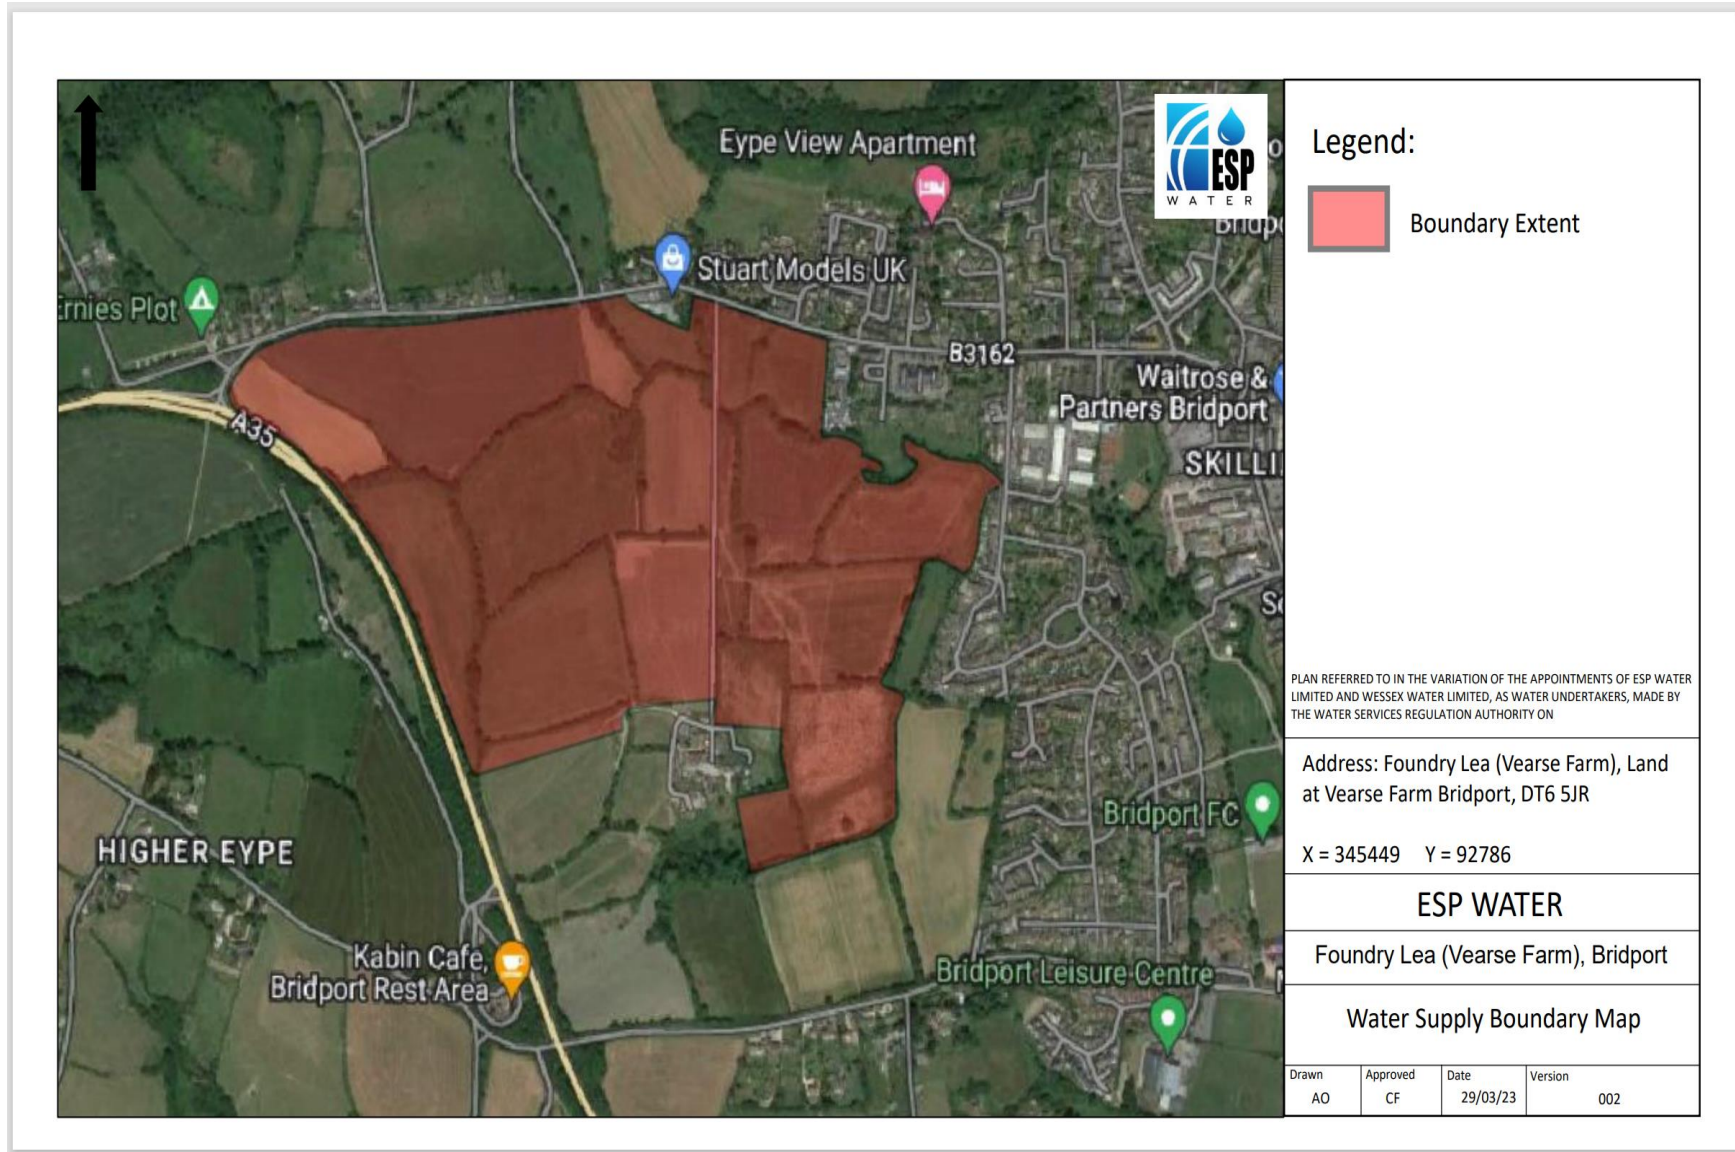 Eype View Apartment
ESP
WATER
Stuart Models UK
Ernies Plot
B3162
A35
Waitrose &
Partners Bridport
HIGHER EYPE
Bridport FC
Kabin Cafe,
Bridport Rest Area
Bridport Leisure Centre
Legend:
Boundary Extent
PLAN REFERRED TO IN THE VARIATION OF THE APPOINTMENTS OF ESP WATER
LIMITED AND WESSEX WATER LIMITED, AS WATER UNDERTAKERS, MADE BY
THE WATER SERVICES REGULATION AUTHORITY ON
Address: Foundry Lea (Vearse Farm), Land
at Vearse Farm Bridport, DT6 5JR
X = 345449 Y = 92786
ESP WATER
Foundry Lea (Vearse Farm), Bridport
Water Supply Boundary Map
Drawn Approved Date Version
AO CF 29/03/23 002